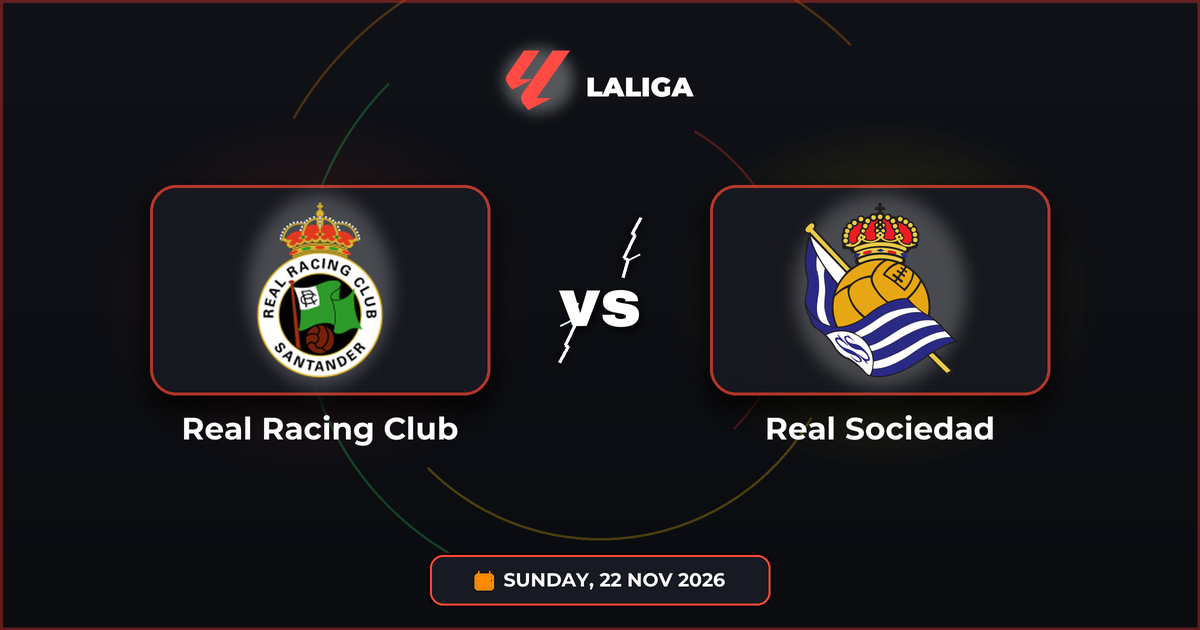 LALIGA
REAL RACING CLUB
SANTANDER
VS
Real Racing Club
Real Sociedad
SUNDAY, 22 NOV 2026